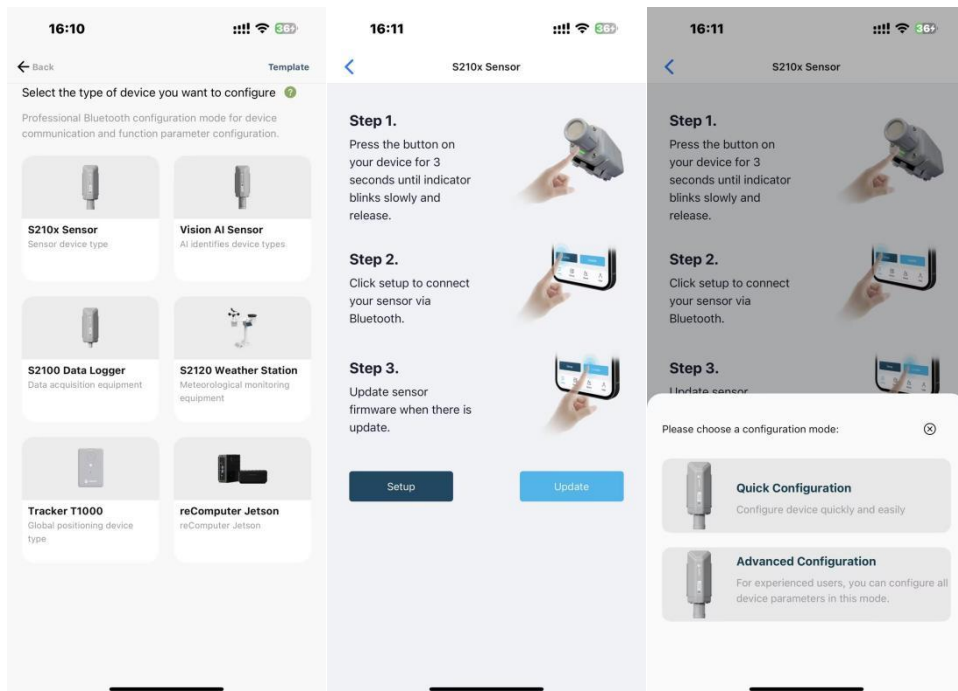 16:10
36
Back
Template
Select the type of device you want to configure ?
Professional Bluetooth configuration mode for device
communication and function parameter configuration.
S210x Sensor
Sensor device type
Vision AI Sensor
AI identifies device types
S2100 Data Logger
Data acquisition equipment
S2120 Weather Station
Meteorological monitoring
equipment
Tracker T1000
Global positioning device
type
reComputer Jetson
reComputer Jetson
16:11
36
S210x Sensor
Step 1.
Press the button on
your device for 3
seconds until indicator
blinks slowly and
release.
Step 2.
Click setup to connect
your sensor via
Bluetooth.
Step 3.
Update sensor
firmware when there is
update.
Setup
Update
16:11
36
S210x Sensor
Step 1.
Press the button on
your device for 3
seconds until indicator
blinks slowly and
release.
Step 2.
Click setup to connect
your sensor via
Bluetooth.
Step 3.
Update sensor
Please choose a configuration mode:
Quick Configuration
Configure device quickly and easily
Advanced Configuration
For experienced users, you can configure all
device parameters in this mode.